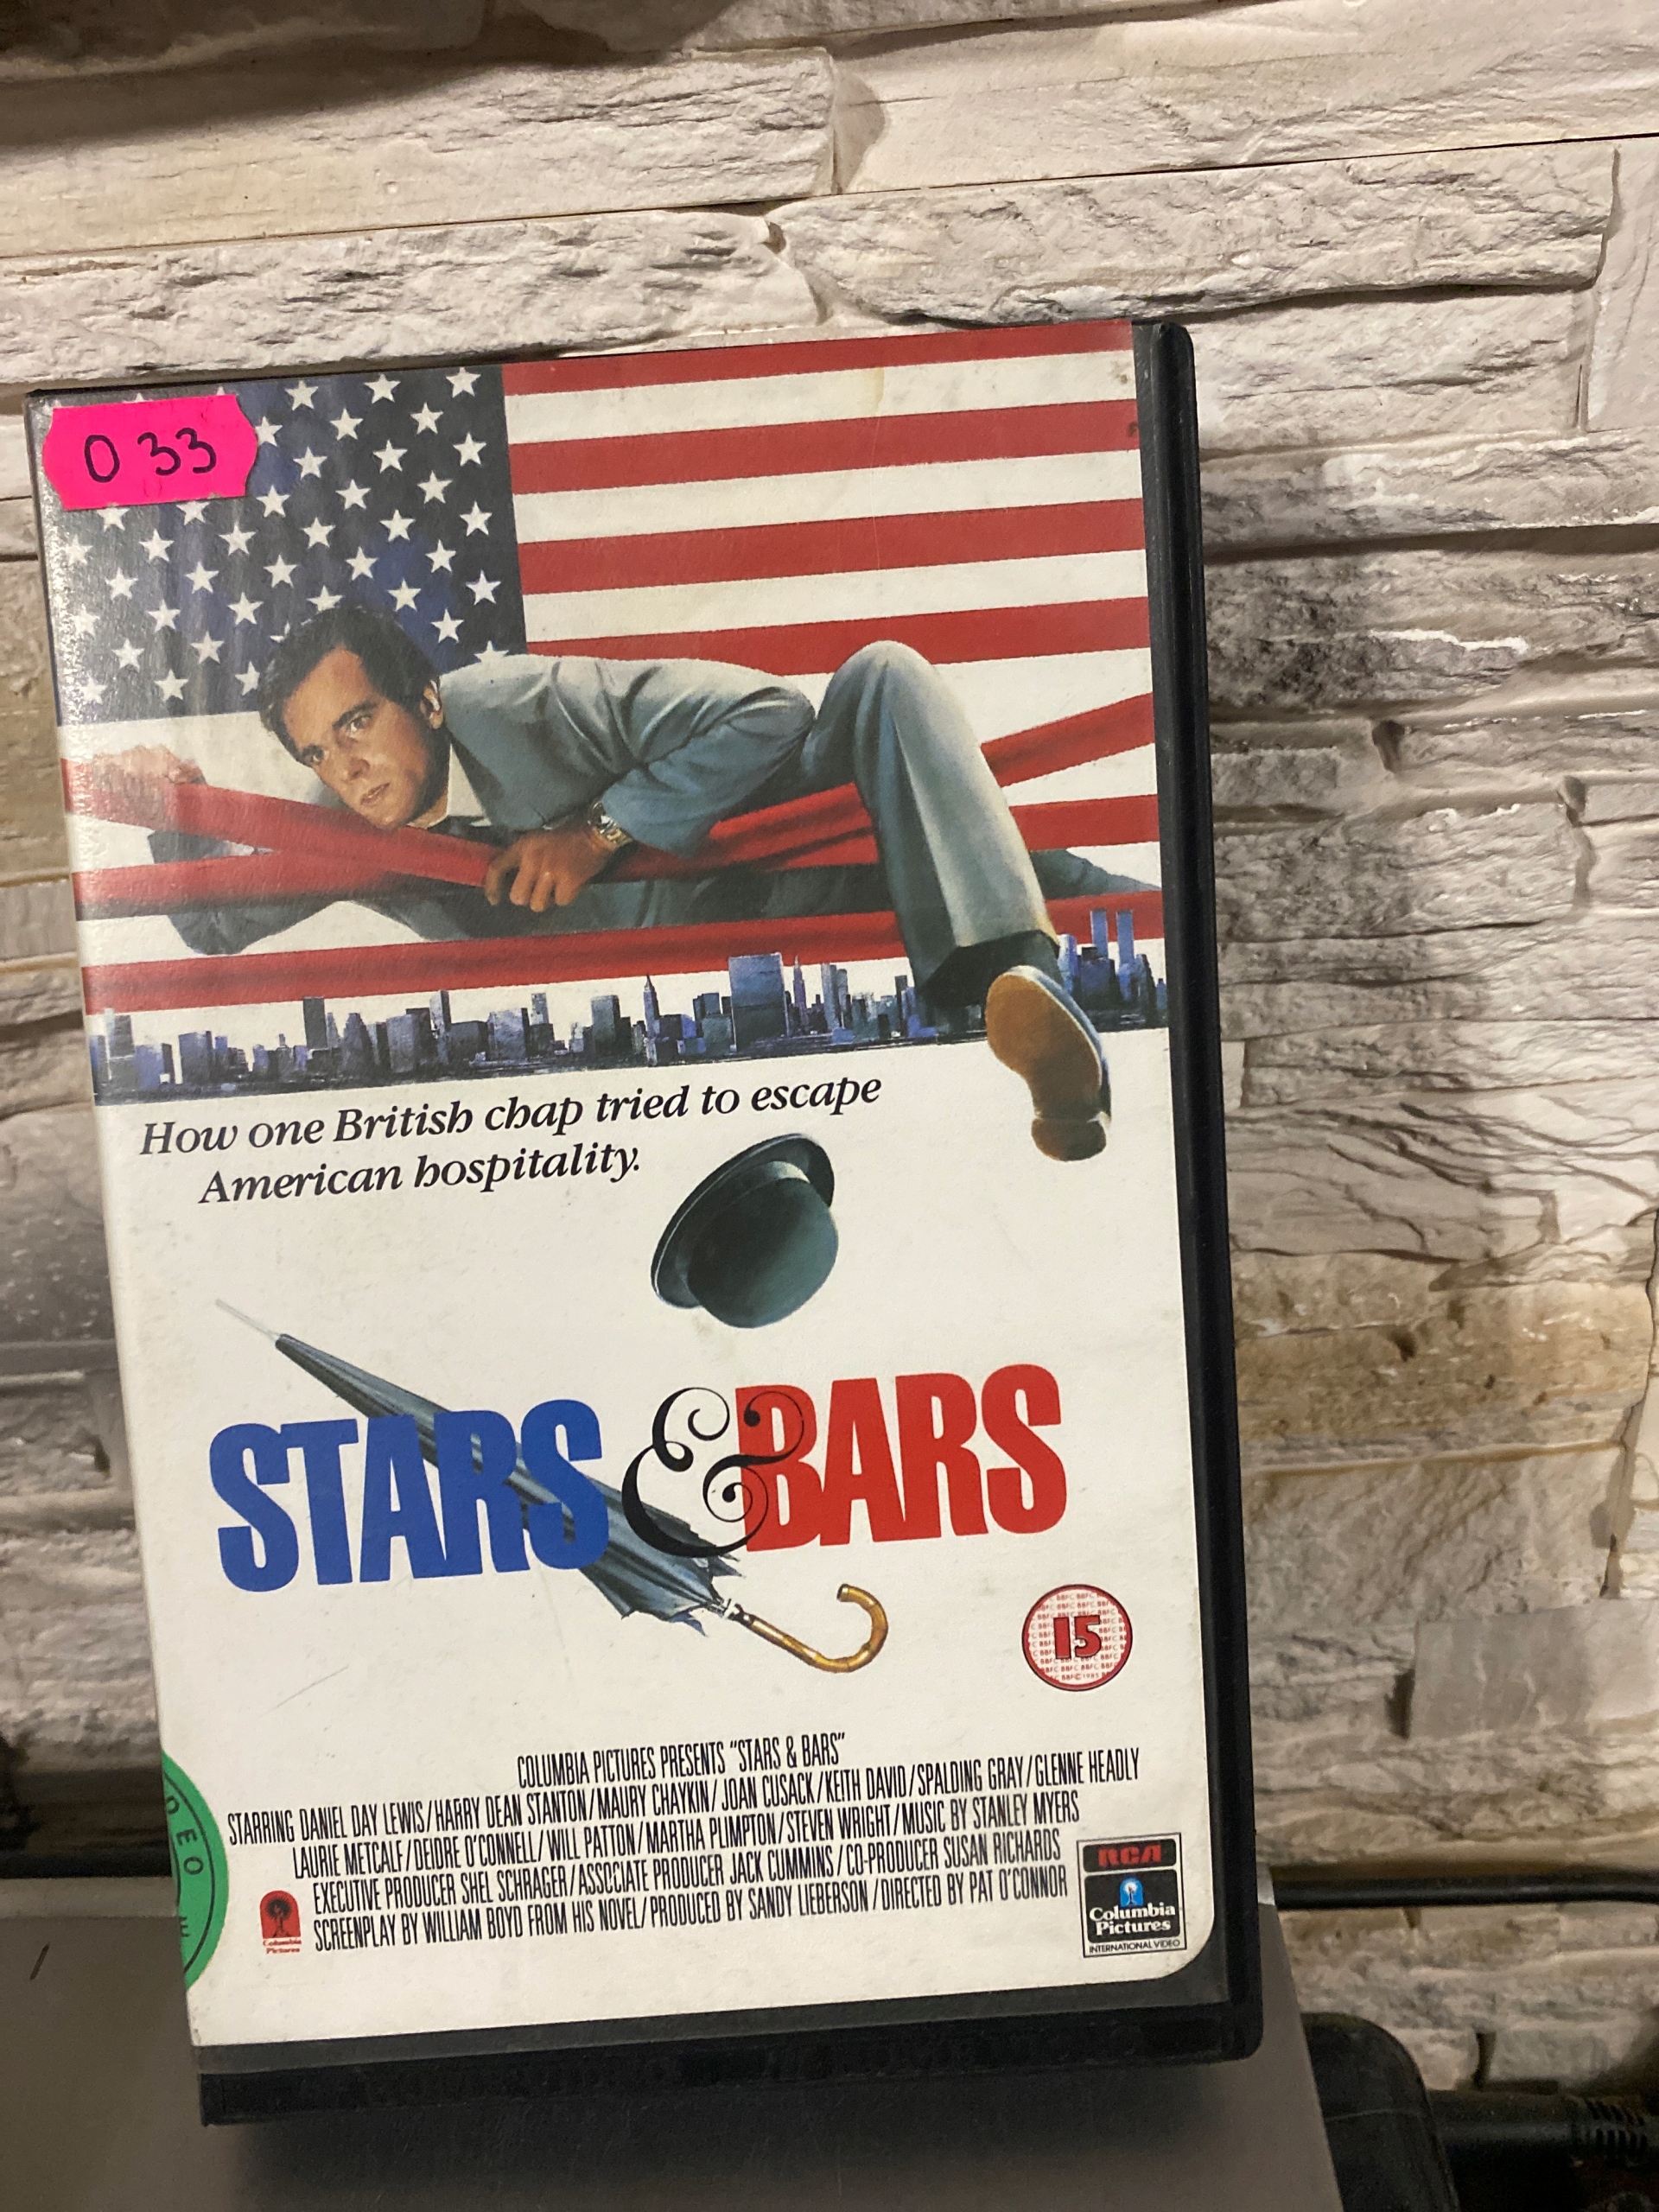 0 33
How one British chap tried to escape
American hospitality.
STARS & BARS
15
COLUMBIA PICTURES PRESENTS "STARS & BARS"
STARRING DANIEL DAY LEWIS/HARRY DEAN STANTON/MAURY CHAYKIN/JOAN CUSACK/KEITH DAVID/SPALDING GRAY/GLENNE HEADLY
LAURIE METCALF/DEIDRE O'CONNELL/WILL PATTON/MARTHA PLIMPTON/STEVEN WRIGHT/MUSIC BY STANLEY MYERS
EXECUTIVE PRODUCER SHEL SCHRAGER/ASSOCIATE PRODUCER JACK CUMMINS/CO-PRODUCER SUSAN RICHARDS
SCREENPLAY BY WILLIAM BOYD FROM HIS NOVEL/PRODUCED BY SANDY LIEBERSON/DIRECTED BY PAT O'CONNOR
Columbia
Pictures
RCA
Columbia
Pictures
INTERNATIONAL VIDEO